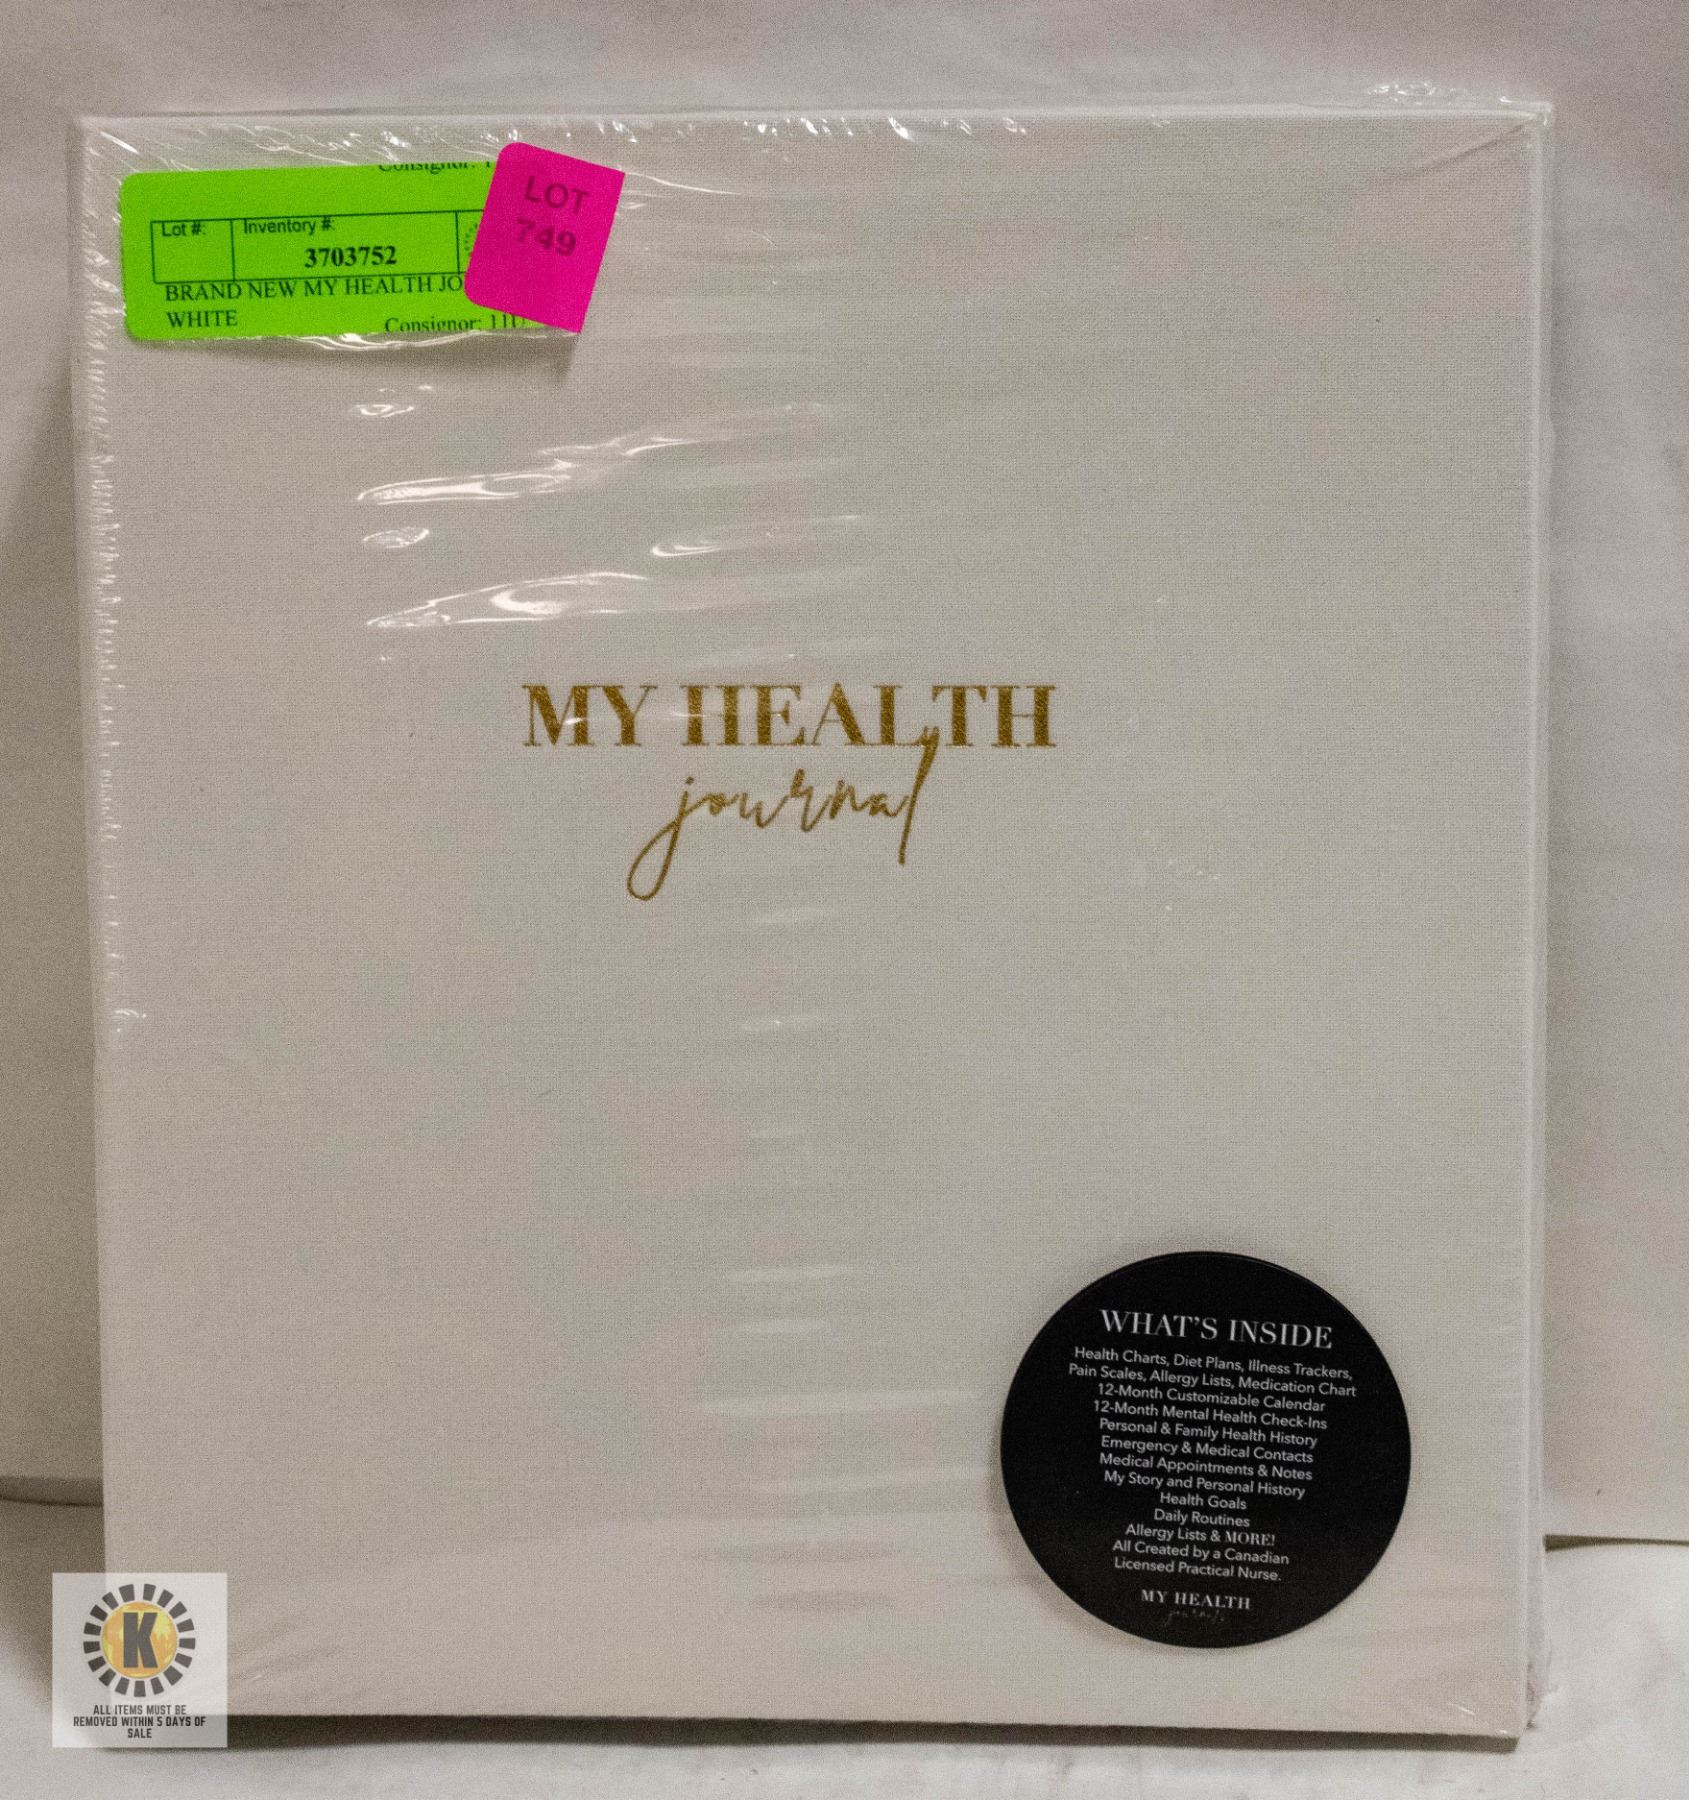 Consignor: 1
Lot #: Inventory #:
3703752
BRAND NEW MY HEALTH JO
WHITE
Consignor: 110
LOT
749
MY HEALTH
journal
WHAT'S INSIDE
Health Charts, Diet Plans, Illness Trackers,
Pain Scales, Allergy Lists, Medication Chart
12-Month Customizable Calendar
12-Month Mental Health Check-Ins
Personal & Family Health History
Emergency & Medical Contacts
Medical Appointments & Notes
My Story and Personal History
Health Goals
Daily Routines
Allergy Lists & MORE!
All Created by a Canadian
Licensed Practical Nurse.
MY HEALTH
journal
K
ALL ITEMS MUST BE
REMOVED WITHIN 5 DAYS OF
SALE